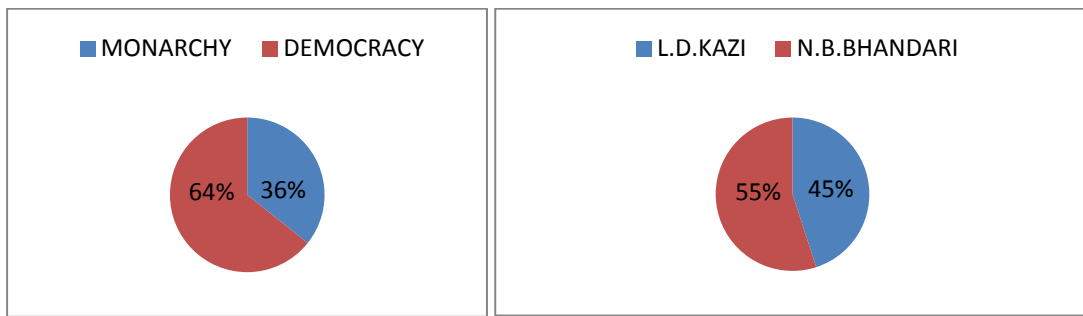 MONARCHY DEMOCRACY
64% 36%
L.D.KAZI N.B.BHANDARI
55% 45%